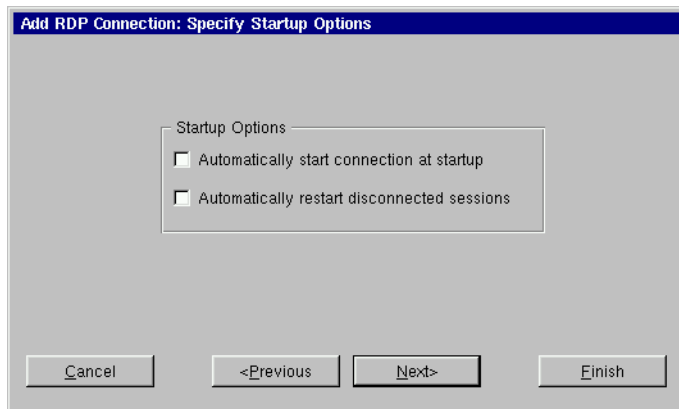 Add RDP Connection: Specify Startup Options
Startup Options
Automatically start connection at startup
Automatically restart disconnected sessions
Cancel
<Previous
Next>
Finish